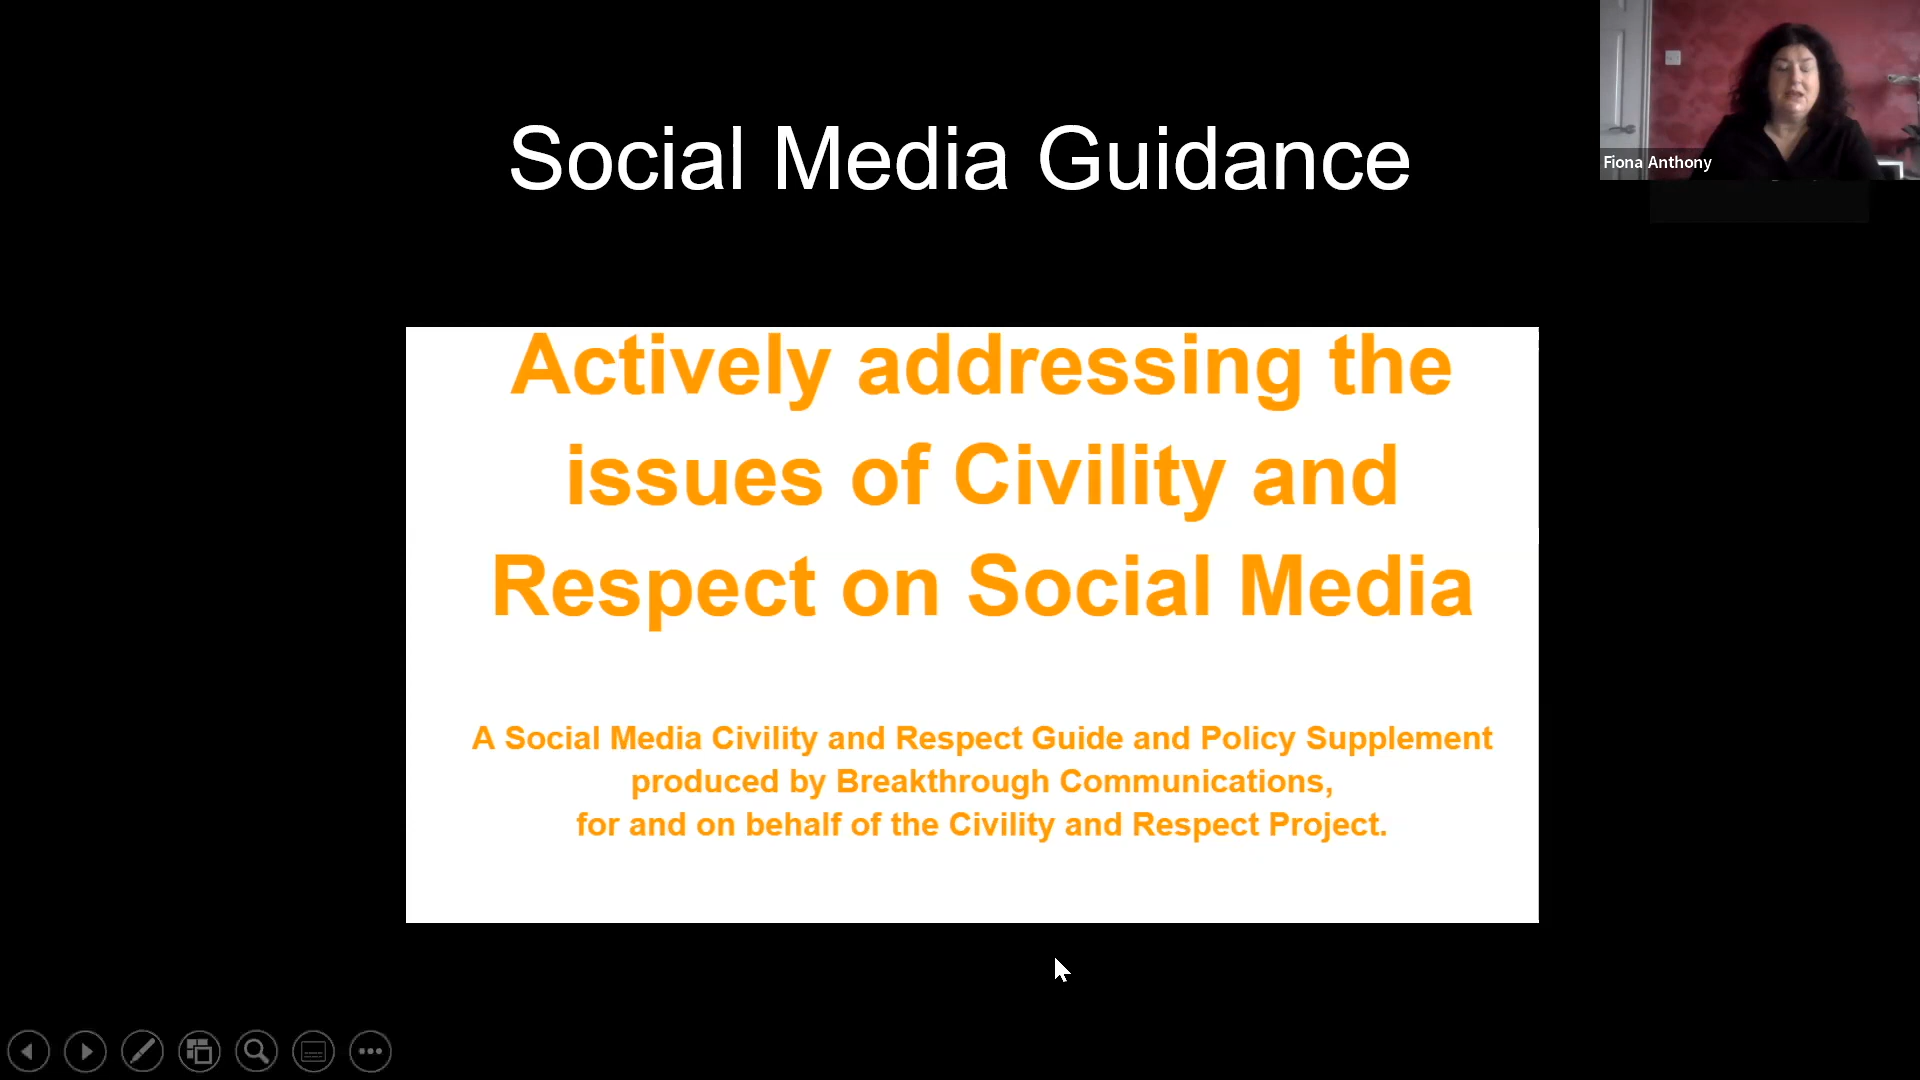 Social Media Guidance
Fiona Anthony
Actively addressing the
issues of Civility and
Respect on Social Media
A Social Media Civility and Respect Guide and Policy Supplement
produced by Breakthrough Communications,
for and on behalf of the Civility and Respect Project.